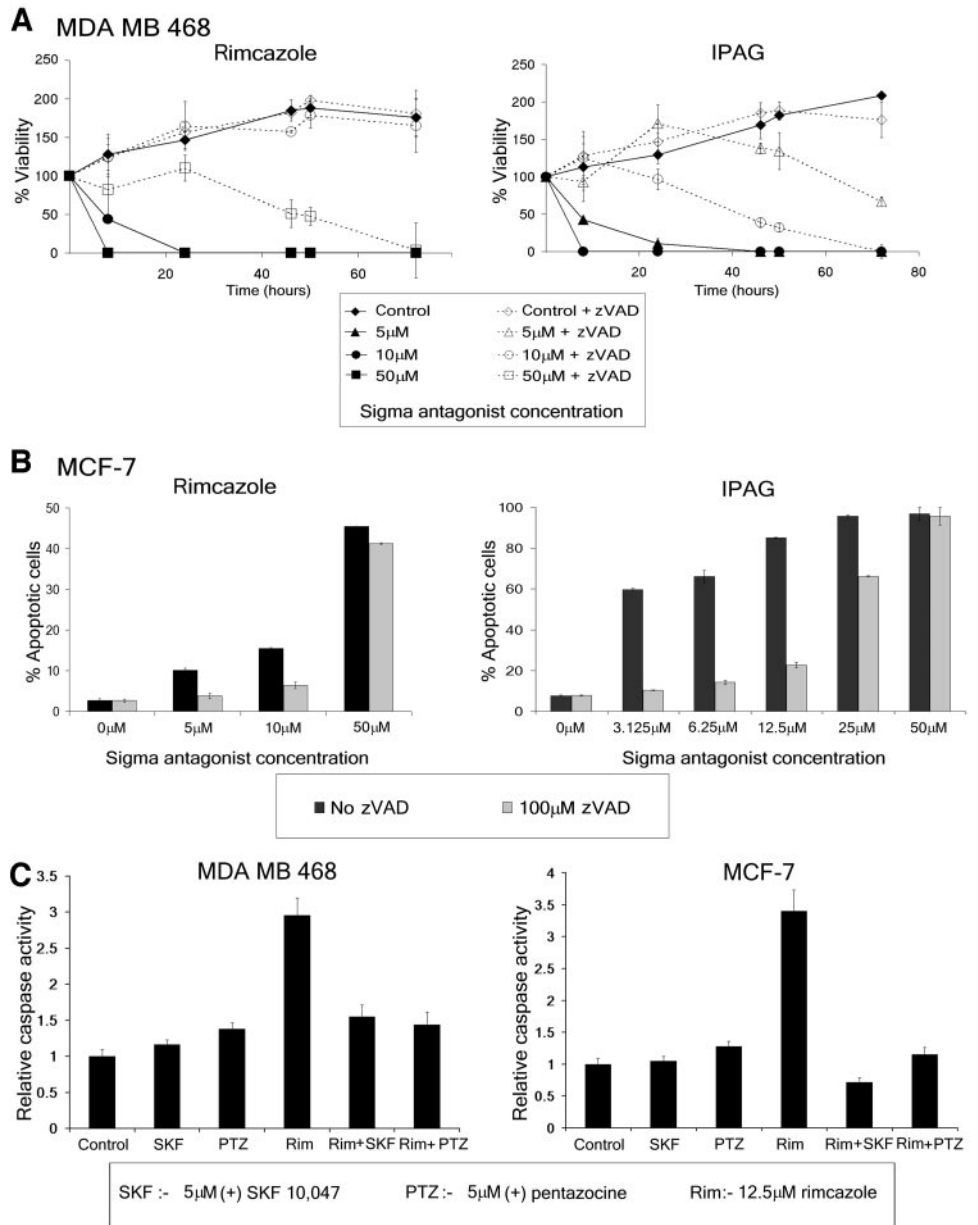 A MDA MB 468
Rimcazole
IPAG
% Viability
250
200
150
100
50
0
20
40
60
Time (hours)
% Viability
250
200
150
100
50
0
20
40
60
80
Time (hours)
Control
Control + zVAD
5µM
5µM + zVAD
10µM
10µM + zVAD
50µM
50µM + zVAD
Sigma antagonist concentration
B MCF-7
Rimcazole
IPAG
% Apoptotic cells
50
40
30
20
10
0
0µM 5µM 10µM 50µM
Sigma antagonist concentration
% Apoptotic cells
100
80
60
40
20
0
0µM 3.125µM 6.25µM 12.5µM 25µM 50µM
Sigma antagonist concentration
No zVAD
100µM zVAD
C MDA MB 468
MCF-7
Relative caspase activity
3.5
3
2.5
2
1.5
1
0.5
0
Control SKF PTZ Rim Rim+SKF Rim+ PTZ
Relative caspase activity
4
3.5
3
2.5
2
1.5
1
0.5
0
Control SKF PTZ Rim Rim+SKF Rim+PTZ
SKF :- 5µM (+) SKF 10,047 PTZ :- 5µM (+) pentazocine Rim:- 12.5µM rimcazole